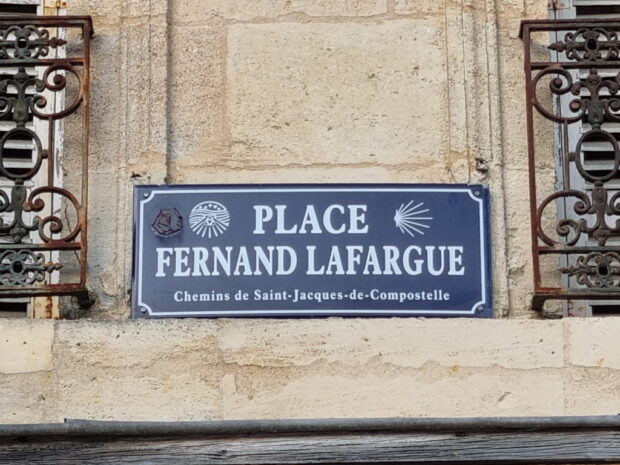 PLACE
FERNAND LAFARGUE
Chemins de Saint-Jacques-de-Compostelle